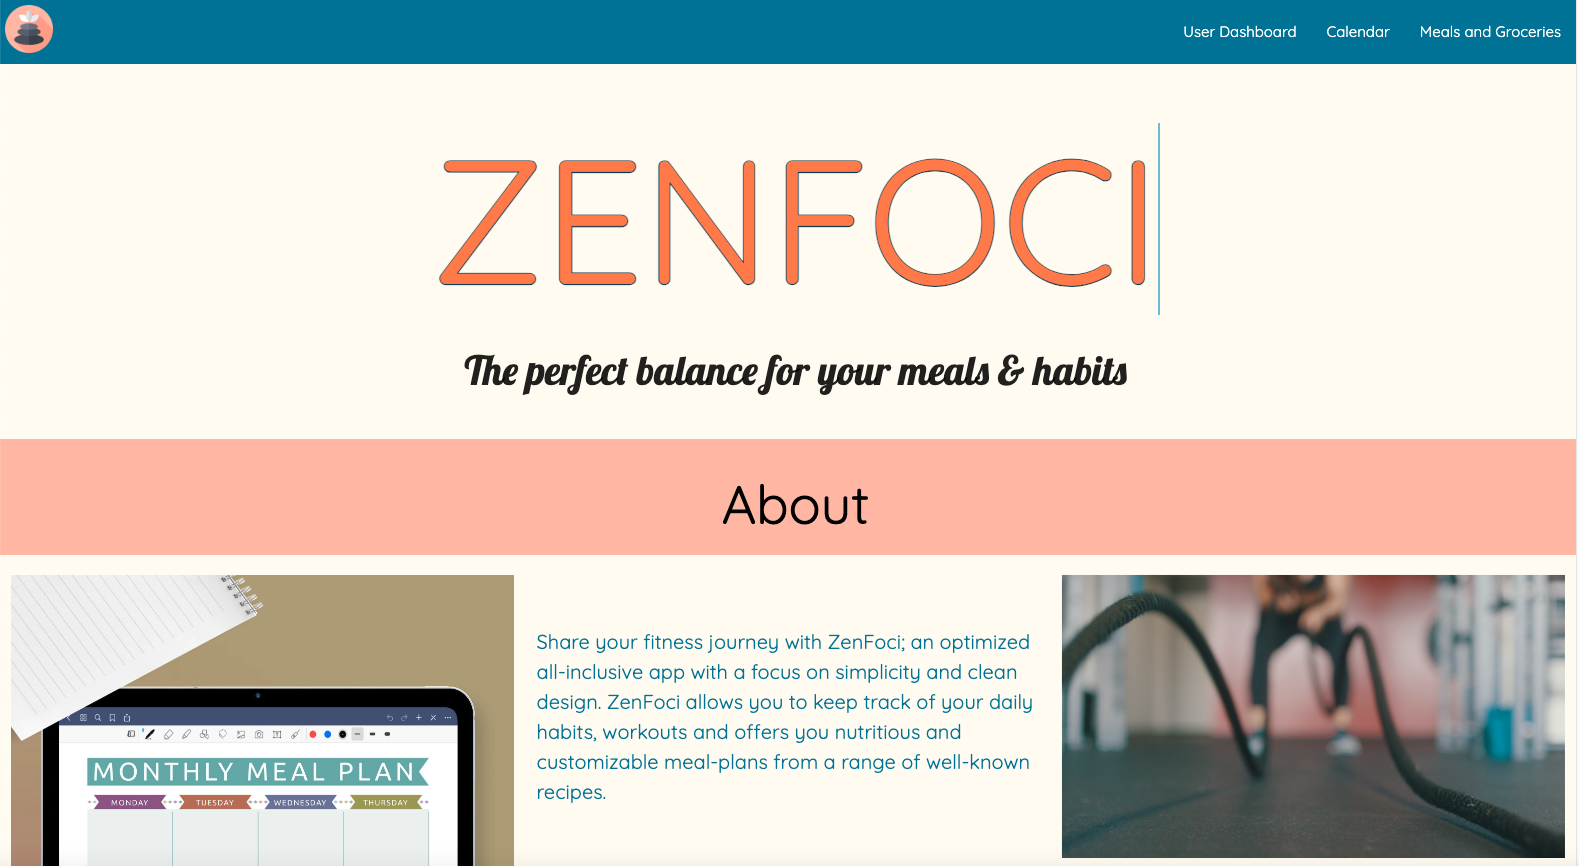 User Dashboard Calendar Meals and Groceries
ZENFOCI
The perfect balance for your meals & habits
About
Share your fitness journey with ZenFoci; an optimized
all-inclusive app with a focus on simplicity and clean
design. ZenFoci allows you to keep track of your daily
habits, workouts and offers you nutritious and
customizable meal-plans from a range of well-known
recipes.
MONTHLY MEAL PLAN
MONDAY TUESDAY WEDNESDAY THURSDAY